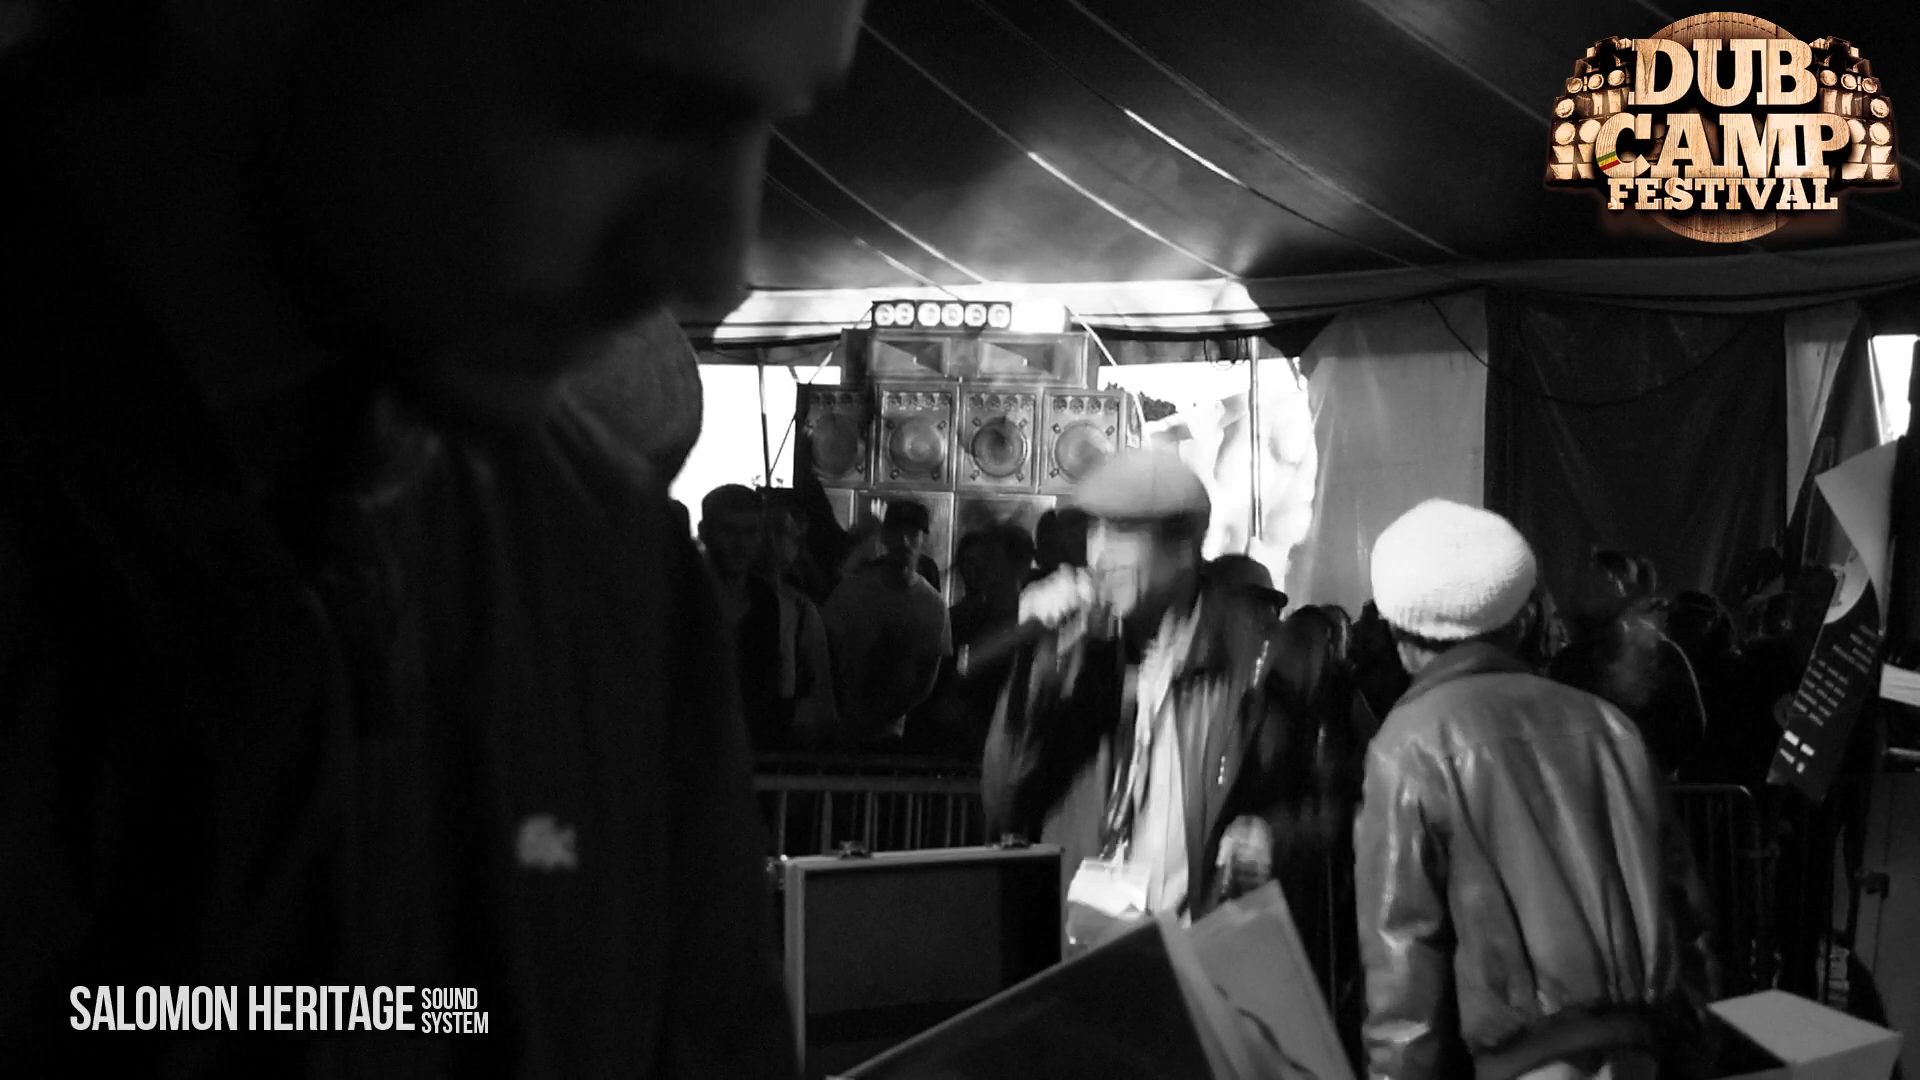 DUB
CAMP
FESTIVAL
SALOMON HERITAGE SOUND
SYSTEM